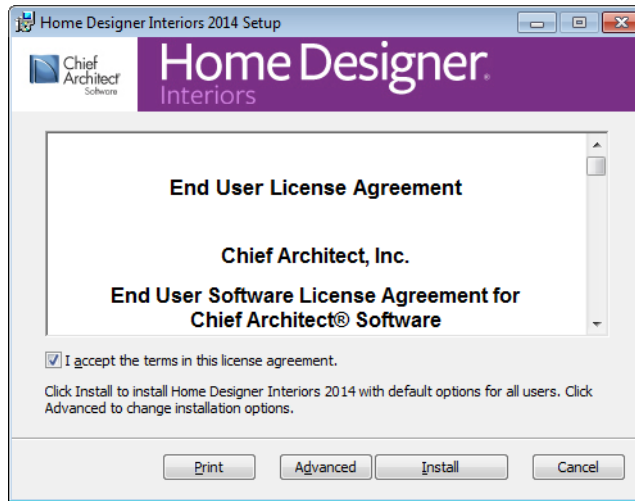 Home Designer Interiors 2014 Setup
Chief
Architect
Software
Home Designer®
Interiors
End User License Agreement
Chief Architect, Inc.
End User Software License Agreement for
Chief Architect® Software
I accept the terms in this license agreement.
Click Install to install Home Designer Interiors 2014 with default options for all users. Click
Advanced to change installation options.
Print Advanced Install Cancel